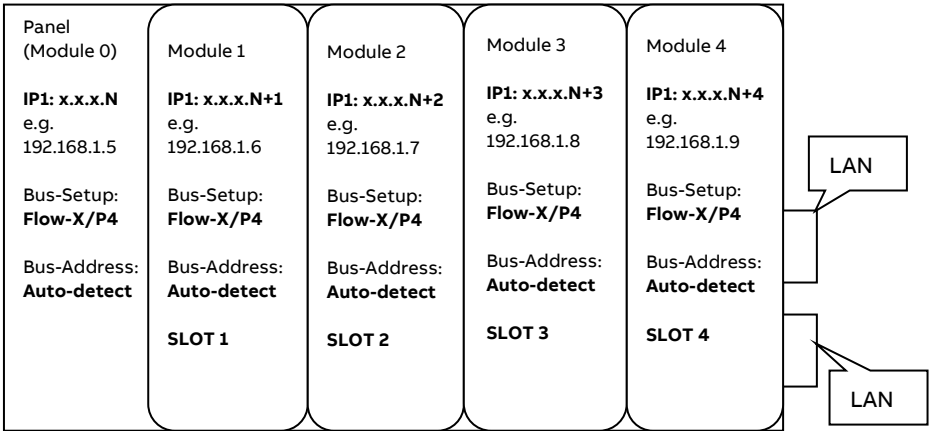 Panel
(Module 0)
IP1: x.x.x.N
e.g.
192.168.1.5
Bus-Setup:
Flow-X/P4
Bus-Address:
Auto-detect
Module 1
IP1: x.x.x.N+1
e.g.
192.168.1.6
Bus-Setup:
Flow-X/P4
Bus-Address:
Auto-detect
SLOT 1
Module 2
IP1: x.x.x.N+2
e.g.
192.168.1.7
Bus-Setup:
Flow-X/P4
Bus-Address:
Auto-detect
SLOT 2
Module 3
IP1: x.x.x.N+3
e.g.
192.168.1.8
Bus-Setup:
Flow-X/P4
Bus-Address:
Auto-detect
SLOT 3
Module 4
IP1: x.x.x.N+4
e.g.
192.168.1.9
Bus-Setup:
Flow-X/P4
Bus-Address:
Auto-detect
SLOT 4
LAN
LAN